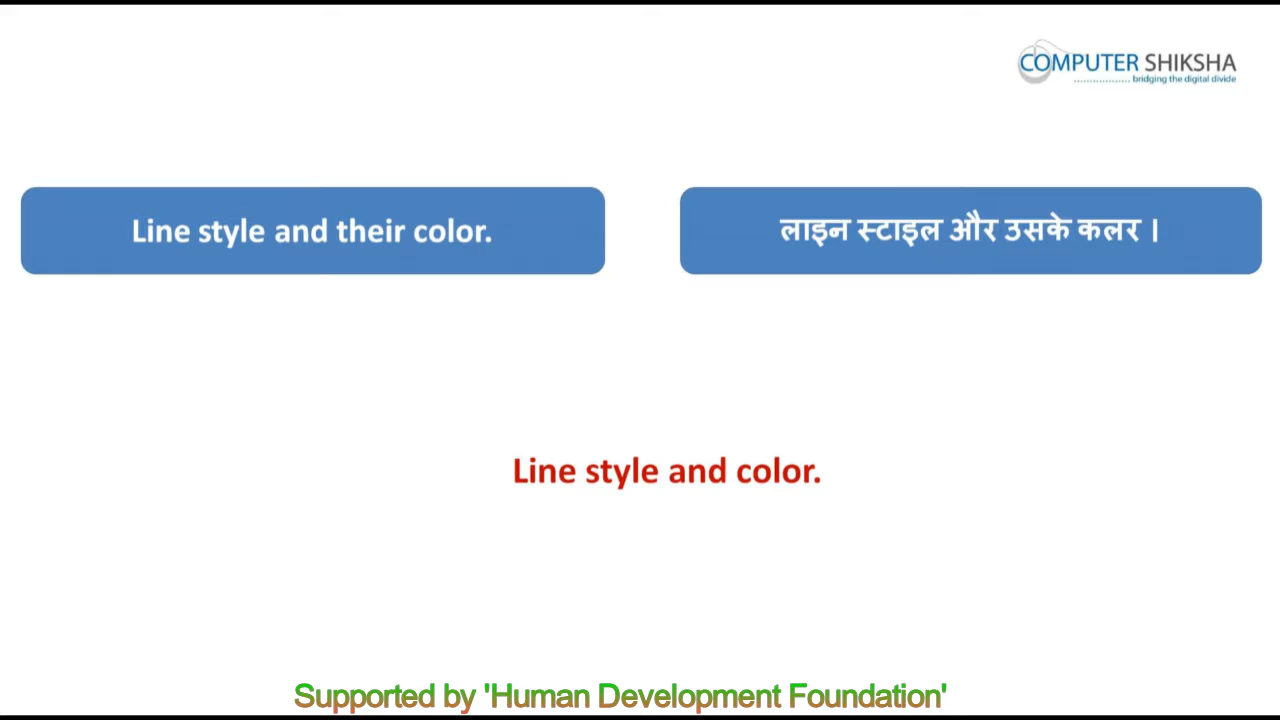 COMPUTER SHIKSHA
bridging the digital divide
Line style and their color.
लाइन स्टाइल और उसके कलर ।
Line style and color.
Supported by 'Human Development Foundation'